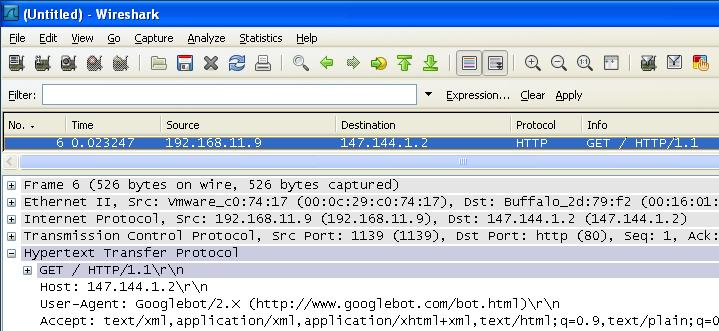 (Untitled) - Wireshark
File Edit View Go Capture Analyze Statistics Help
Filter: Expression... Clear Apply
No. Time Source Destination Protocol Info
6 0.023247 192.168.11.9 147.144.1.2 HTTP GET / HTTP/1.1
Frame 6 (526 bytes on wire, 526 bytes captured)
Ethernet II, Src: Vmware_c0:74:17 (00:0c:29:c0:74:17), Dst: Buffalo_2d:79:f2 (00:16:01:
Internet Protocol, Src: 192.168.11.9 (192.168.11.9), Dst: 147.144.1.2 (147.144.1.2)
Transmission Control Protocol, Src Port: 1139 (1139), Dst Port: http (80), Seq: 1, Ack:
Hypertext Transfer Protocol
GET / HTTP/1.1\r\n
Host: 147.144.1.2\r\n
User-Agent: Googlebot/2.X (http://www.googlebot.com/bot.html)\r\n
Accept: text/xml,application/xml,application/xhtml+xml,text/html;q=0.9,text/plain;q=0